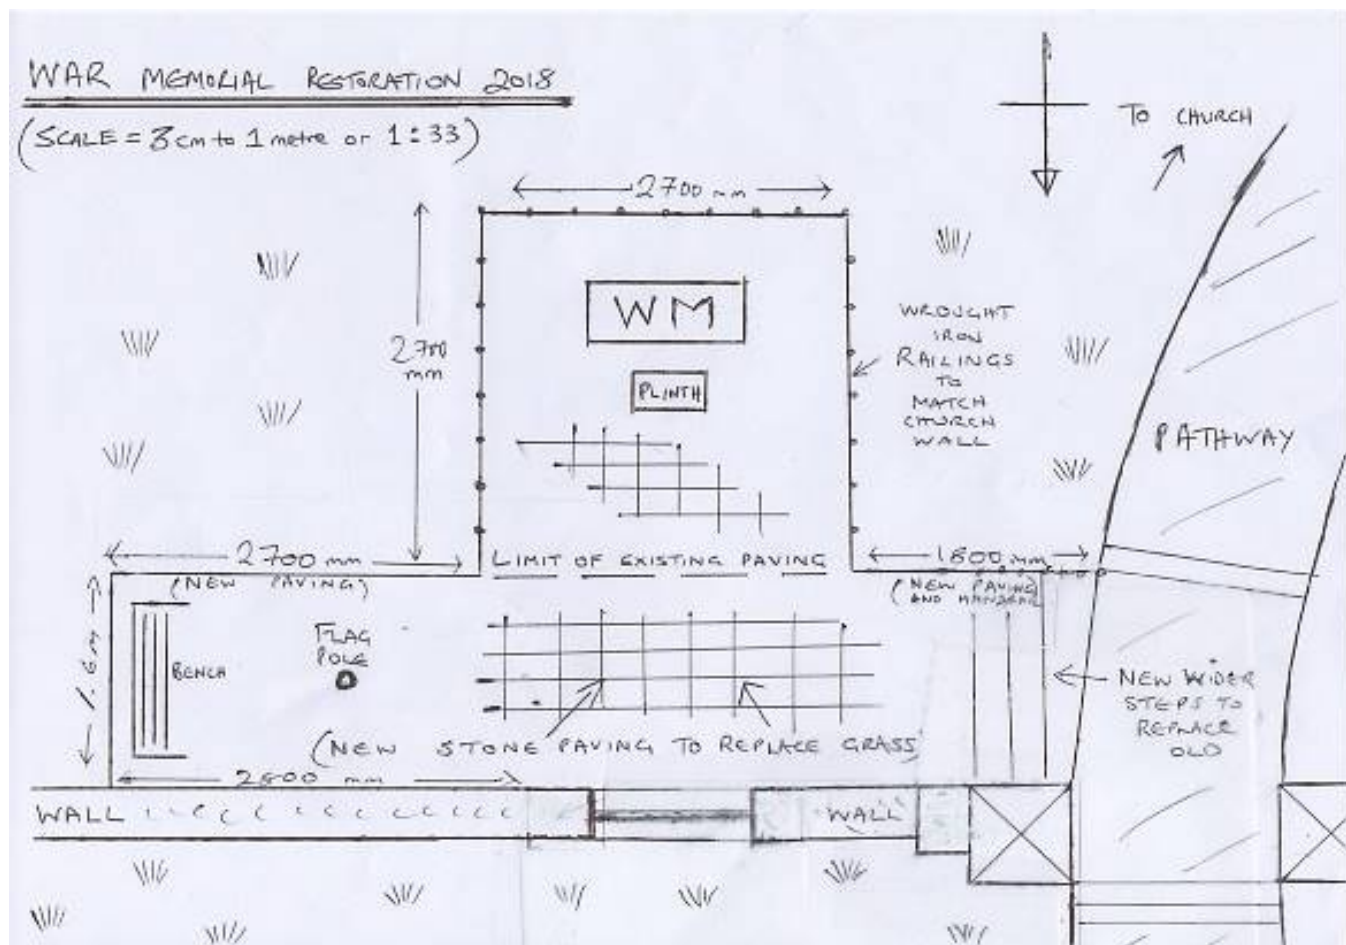 WAR MEMORIAL RESTORATION 2018
(SCALE = 3cm to 1 metre or 1:33)
TO CHURCH
2700 mm
WM
2700
mm
PLINTH
WROUGHT
IRON
RAILINGS
TO
MATCH
CHURCH
WALL
PATHWAY
2700 mm
(NEW PAVING)
LIMIT OF EXISTING PAVING
1800 mm
(NEW PAVING
AND HANDRAIL
1.6m
BENCH
FLAG
POLE
NEW WIDER
STEPS TO
REPLACE
OLD
(NEW STONE PAVING TO REPLACE GRASS)
2800 mm
WALL
WALL